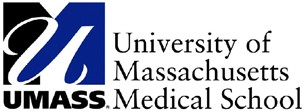 University of
Massachusetts
UMASS. Medical School